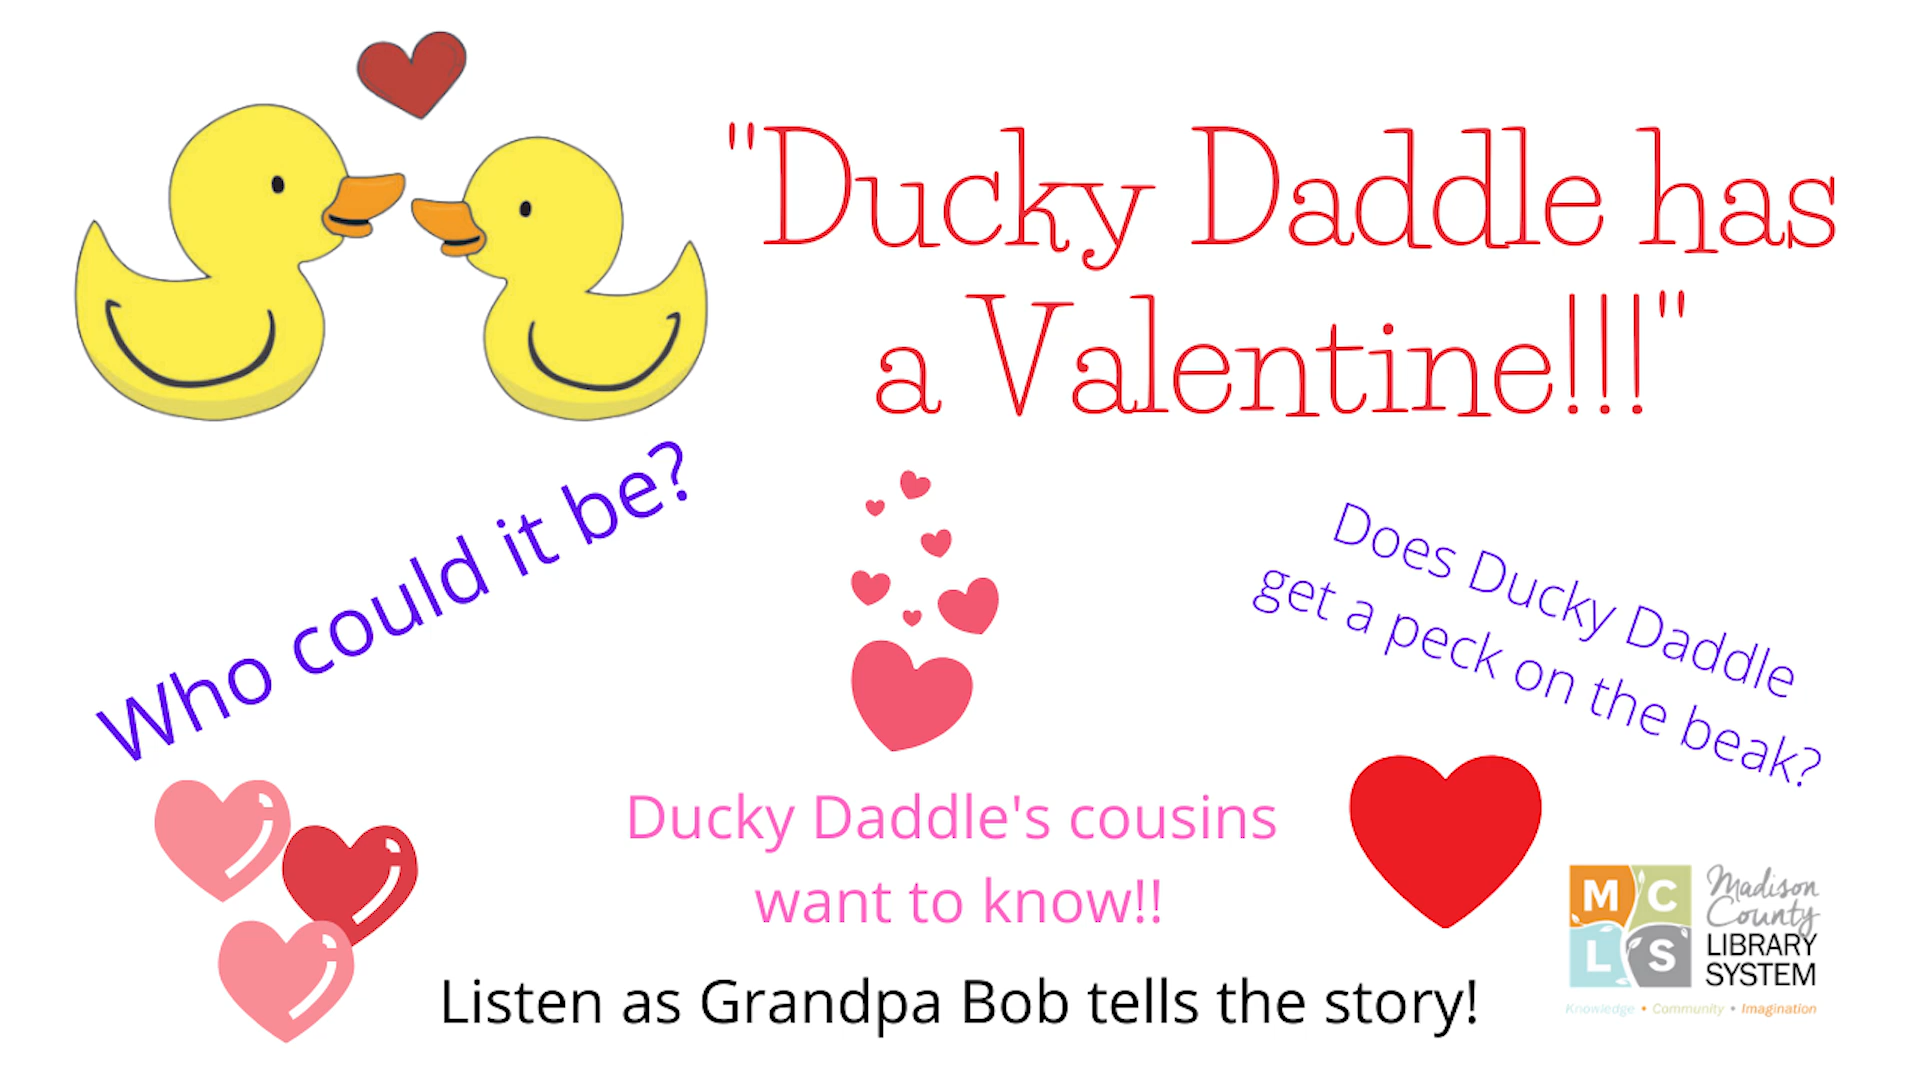 "Ducky Daddle has
a Valentine!!!"
Who could it be?
Does Ducky Daddle
get a peck on the beak?
Ducky Daddle's cousins
want to know!!
Listen as Grandpa Bob tells the story!
M C
L S
Madison
County
LIBRARY
SYSTEM
Knowledge • Community • Imagination